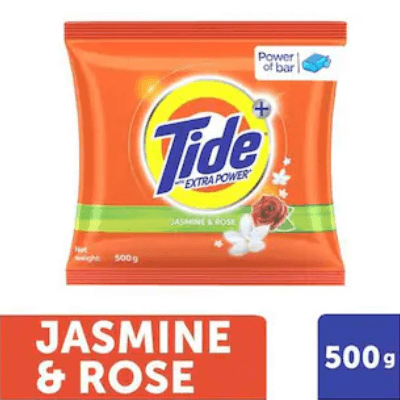 Power
of bar
Tide
+
WITH EXTRA POWER
JASMINE & ROSE
Net
Weight: 500g
JASMINE
& ROSE
500g